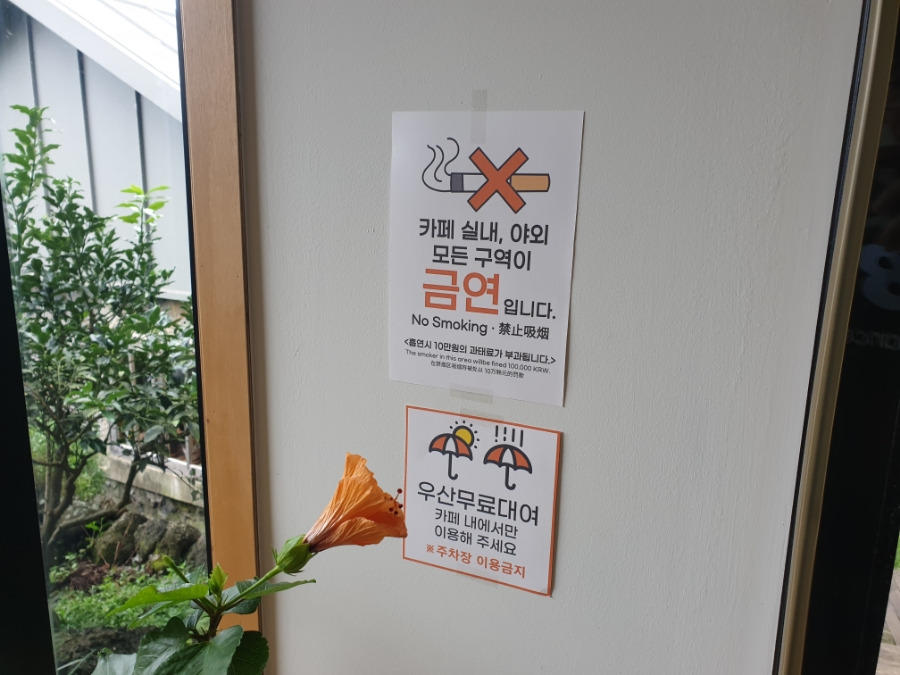 카페 실내, 야외
모든 구역이
금연입니다.
No Smoking · 禁止吸烟
<흡연시 10만원의 과태료가 부과됩니다.>
The smoker in this area willbe fined 100,000 KRW.
우산무료대여
카페 내에서만
이용해 주세요
※주차장 이용금지